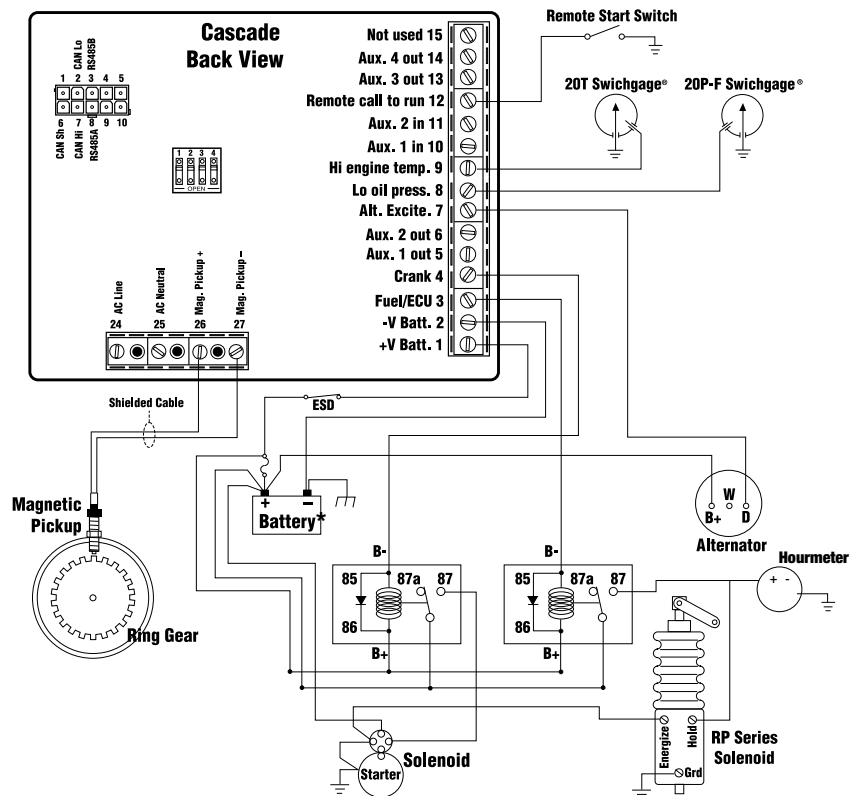 Cascade
Back View
CAN Lo
RS485B
1 2 3 4 5
6 7 8 9 10
CAN Sh
CAN Hi
RS485A
1 2 3 4
OPEN
Not used 15
Aux. 4 out 14
Aux. 3 out 13
Remote call to run 12
Aux. 2 in 11
Aux. 1 in 10
Hi engine temp. 9
Lo oil press. 8
Alt. Excite. 7
Aux. 2 out 6
Aux. 1 out 5
Crank 4
Fuel/ECU 3
-V Batt. 2
+V Batt. 1
Remote Start Switch
20T Swichgage®
20P-F Swichgage®
AC Line
AC Neutral
Mag. Pickup +
Mag. Pickup –
24 25 26 27
Shielded Cable
ESD
Magnetic
Pickup
Ring Gear
+ –
Battery*
W
B+ D
Alternator
Hourmeter
+ -
B-
85 87a 87
86
B+
B-
85 87a 87
86
B+
Solenoid
Starter
Energize
Hold
Grd
RP Series
Solenoid